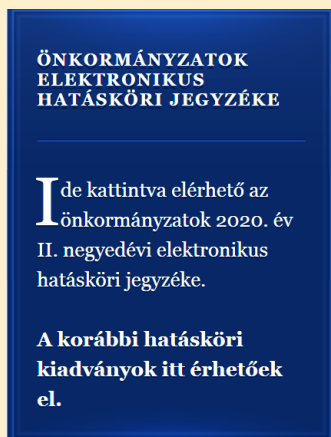 ÖNKORMÁNYZATOK
ELEKTRONIKUS
HATÁSKÖRI JEGYZÉKE
Ide kattintva elérhető az
önkormányzatok 2020. év
II. negyedévi elektronikus
hatásköri jegyzéke.
A korábbi hatásköri
kiadványok itt érhetőek
el.